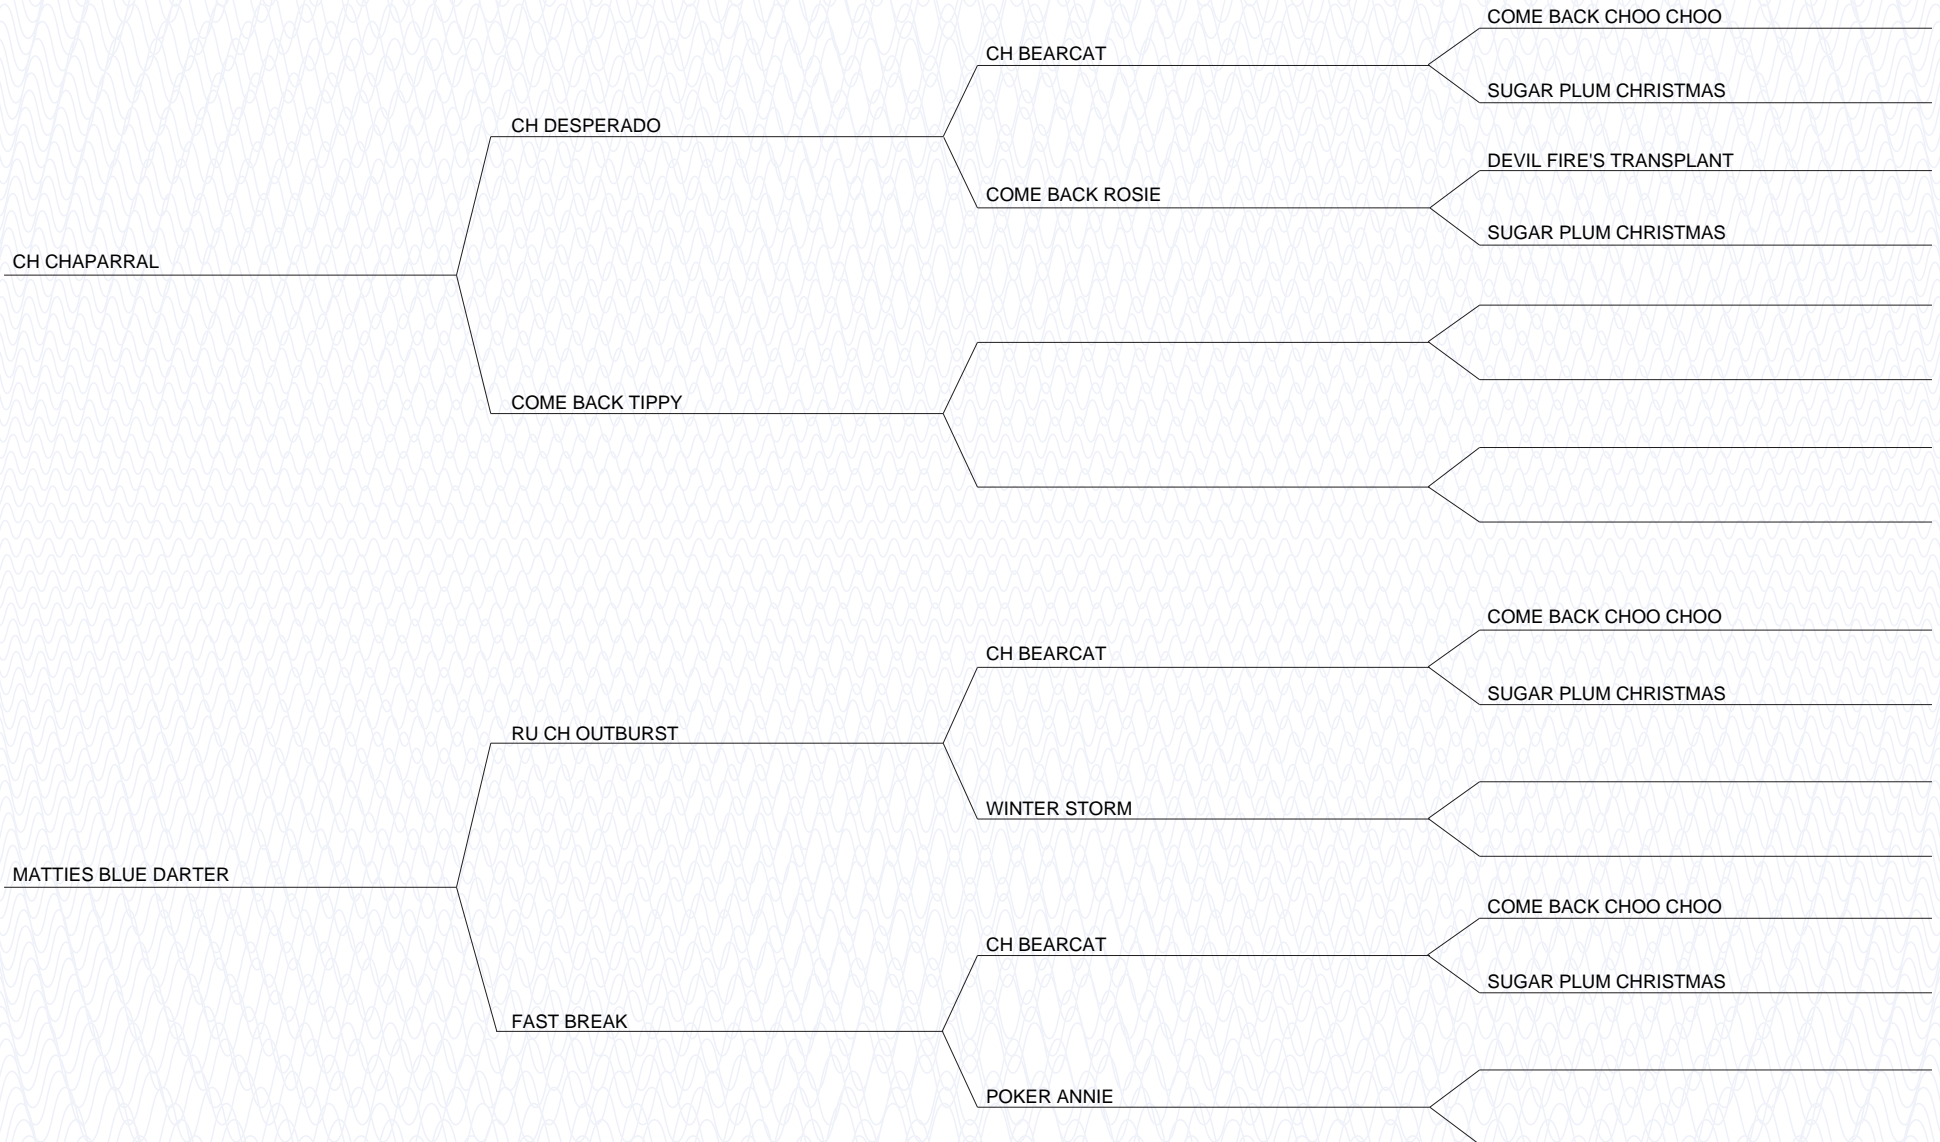 COME BACK CHOO CHOO
CH BEARCAT
SUGAR PLUM CHRISTMAS
CH DESPERADO
DEVIL FIRE'S TRANSPLANT
COME BACK ROSIE
SUGAR PLUM CHRISTMAS
CH CHAPARRAL
COME BACK TIPPY
COME BACK CHOO CHOO
CH BEARCAT
SUGAR PLUM CHRISTMAS
RU CH OUTBURST
WINTER STORM
MATTIES BLUE DARTER
COME BACK CHOO CHOO
CH BEARCAT
SUGAR PLUM CHRISTMAS
FAST BREAK
POKER ANNIE